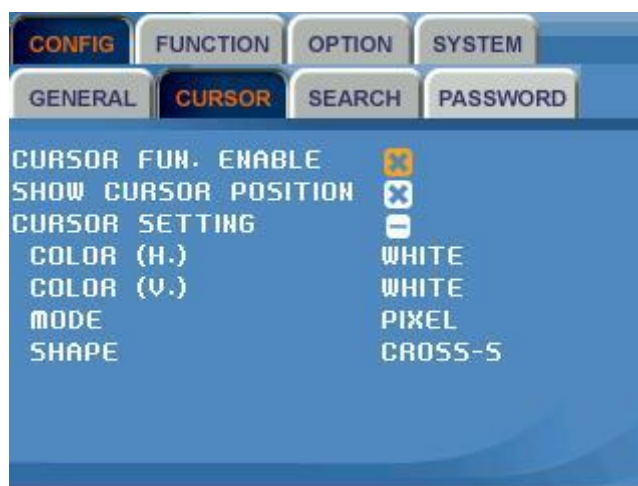 CONFIG FUNCTION OPTION SYSTEM
GENERAL CURSOR SEARCH PASSWORD
CURSOR FUN. ENABLE
SHOW CURSOR POSITION
CURSOR SETTING
COLOR (H.) WHITE
COLOR (V.) WHITE
MODE PIXEL
SHAPE CROSS-S